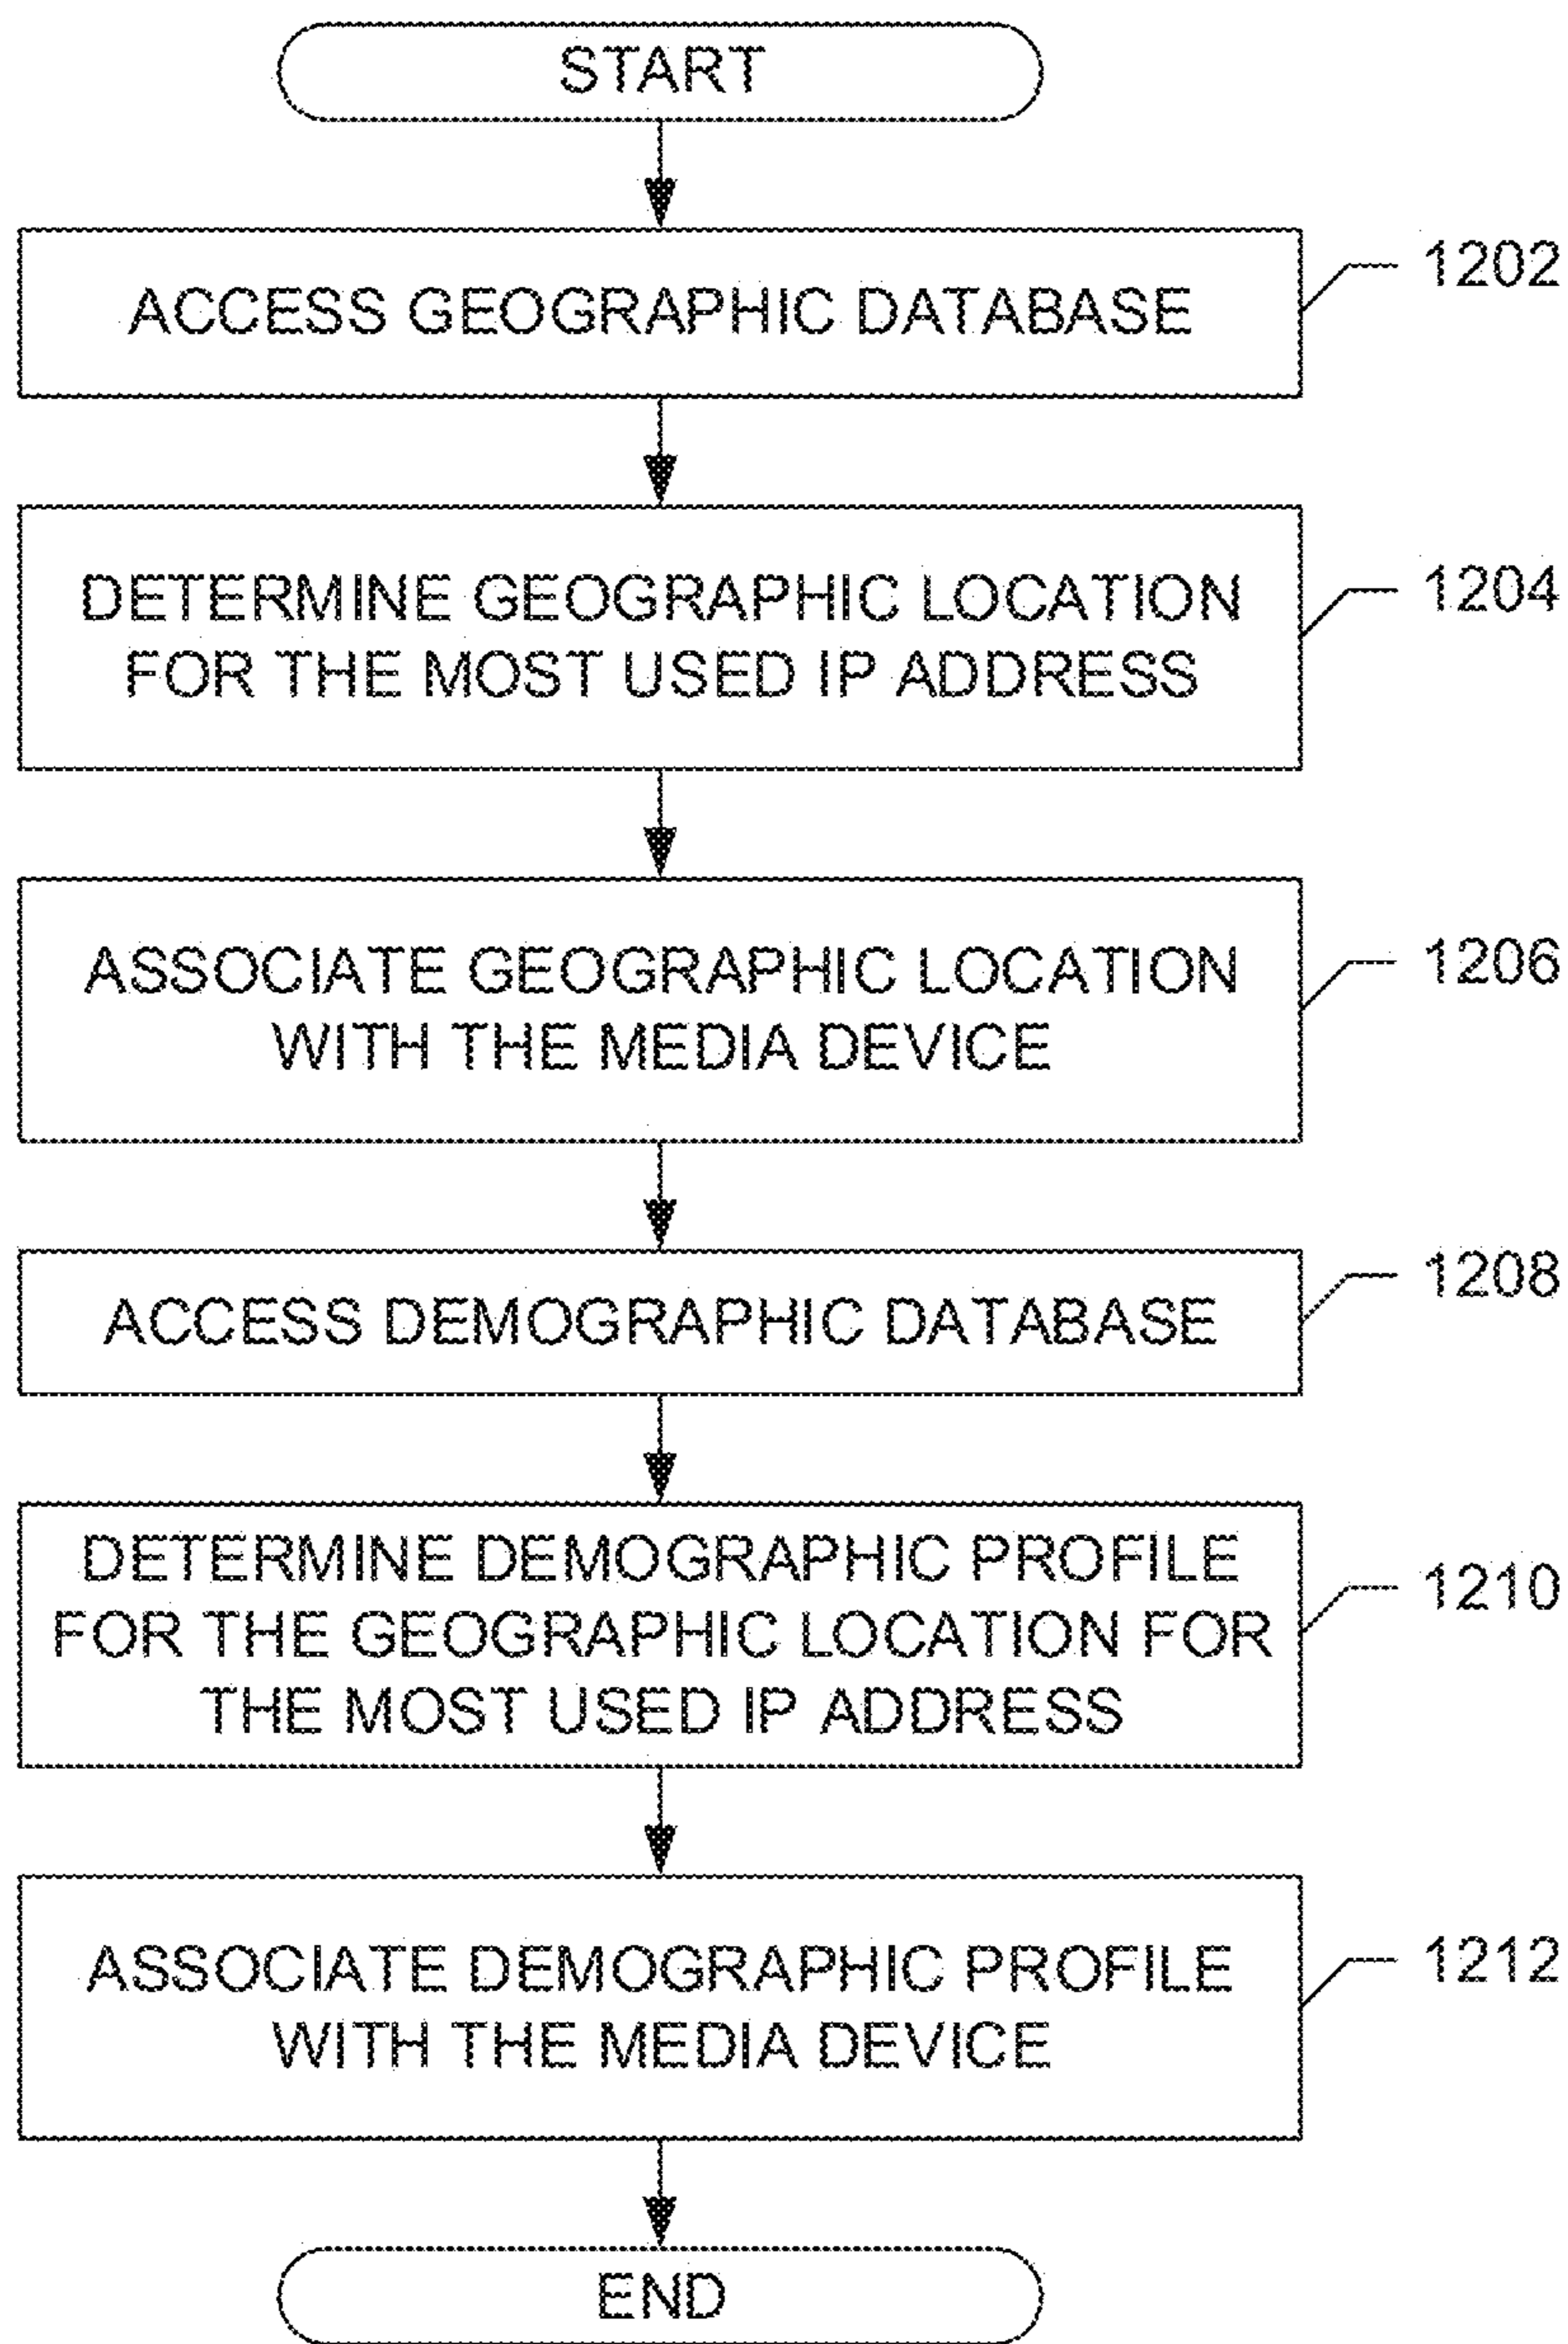 START
ACCESS GEOGRAPHIC DATABASE
1202
DETERMINE GEOGRAPHIC LOCATION
FOR THE MOST USED IP ADDRESS
1204
ASSOCIATE GEOGRAPHIC LOCATION
WITH THE MEDIA DEVICE
1206
ACCESS DEMOGRAPHIC DATABASE
1208
DETERMINE DEMOGRAPHIC PROFILE
FOR THE GEOGRAPHIC LOCATION FOR
THE MOST USED IP ADDRESS
1210
ASSOCIATE DEMOGRAPHIC PROFILE
WITH THE MEDIA DEVICE
1212
END